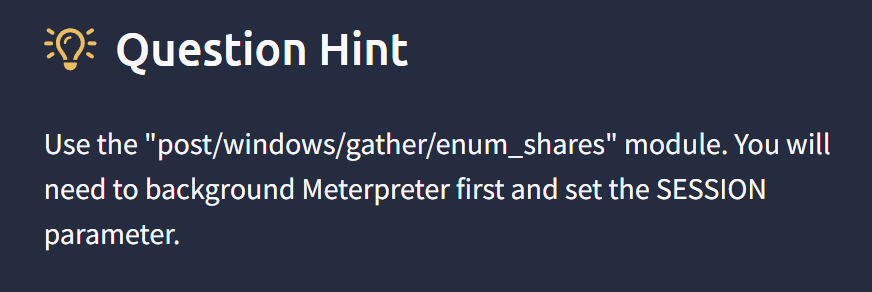 Question Hint
Use the "post/windows/gather/enum_shares" module. You will
need to background Meterpreter first and set the SESSION
parameter.